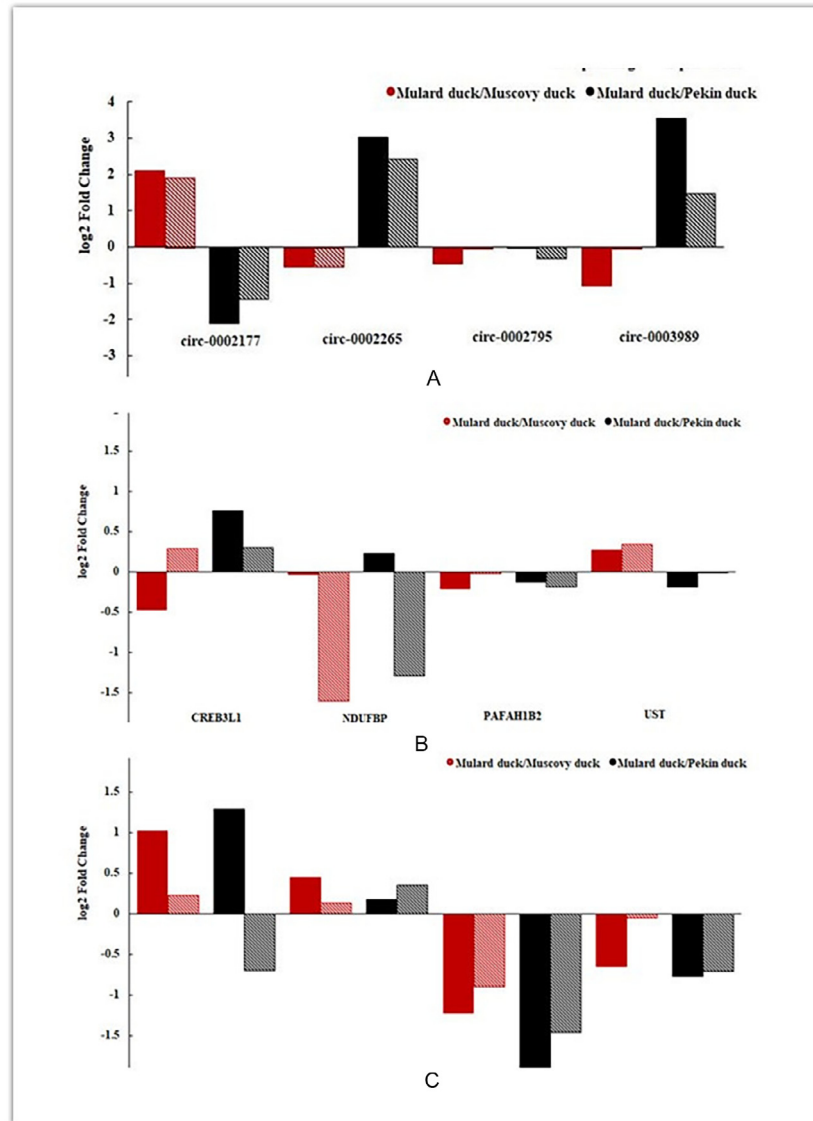 Mulard duck/Muscovy duck Mulard duck/Pekin duck
4
3
2
1
0
-1
-2
-3
log2 Fold Change
circ-0002177 circ-0002265 circ-0002795 circ-0003989
A
Mulard duck/Muscovy duck Mulard duck/Pekin duck
1.5
1
0.5
0
-0.5
-1
-1.5
log2 Fold Change
CREB3L1 NDUFBP PAFAH1B2 UST
B
Mulard duck/Muscovy duck Mulard duck/Pekin duck
1.5
1
0.5
0
-0.5
-1
-1.5
log2 Fold Change
C